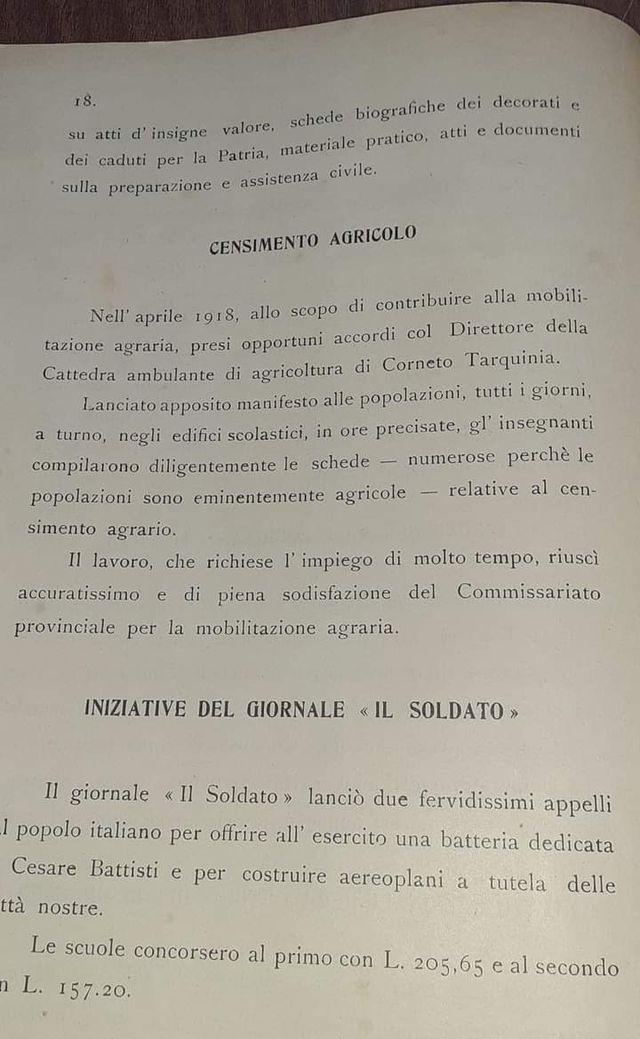 18.
su atti d' insigne valore, schede biografiche dei decorati e
dei caduti per la Patria, materiale pratico, atti e documenti
sulla preparazione e assistenza civile.
CENSIMENTO AGRICOLO
Nell' aprile 1918, allo scopo di contribuire alla mobili-
tazione agraria, presi opportuni accordi col Direttore della
Cattedra ambulante di agricoltura di Corneto Tarquinia.
Lanciato apposito manifesto alle popolazioni, tutti i giorni,
a turno, negli edifici scolastici, in ore precisate, gl' insegnanti
compilarono diligentemente le schede — numerose perchè le
popolazioni sono eminentemente agricole — relative al cen-
simento agrario.
Il lavoro, che richiese l' impiego di molto tempo, riuscì
accuratissimo e di piena sodisfazione del Commissariato
provinciale per la mobilitazione agraria.
INIZIATIVE DEL GIORNALE « IL SOLDATO »
Il giornale « Il Soldato » lanciò due fervidissimi appelli
l popolo italiano per offrire all' esercito una batteria dedicata
Cesare Battisti e per costruire aereoplani a tutela delle
ttà nostre.
Le scuole concorsero al primo con L. 205,65 e al secondo
n L. 157.20.